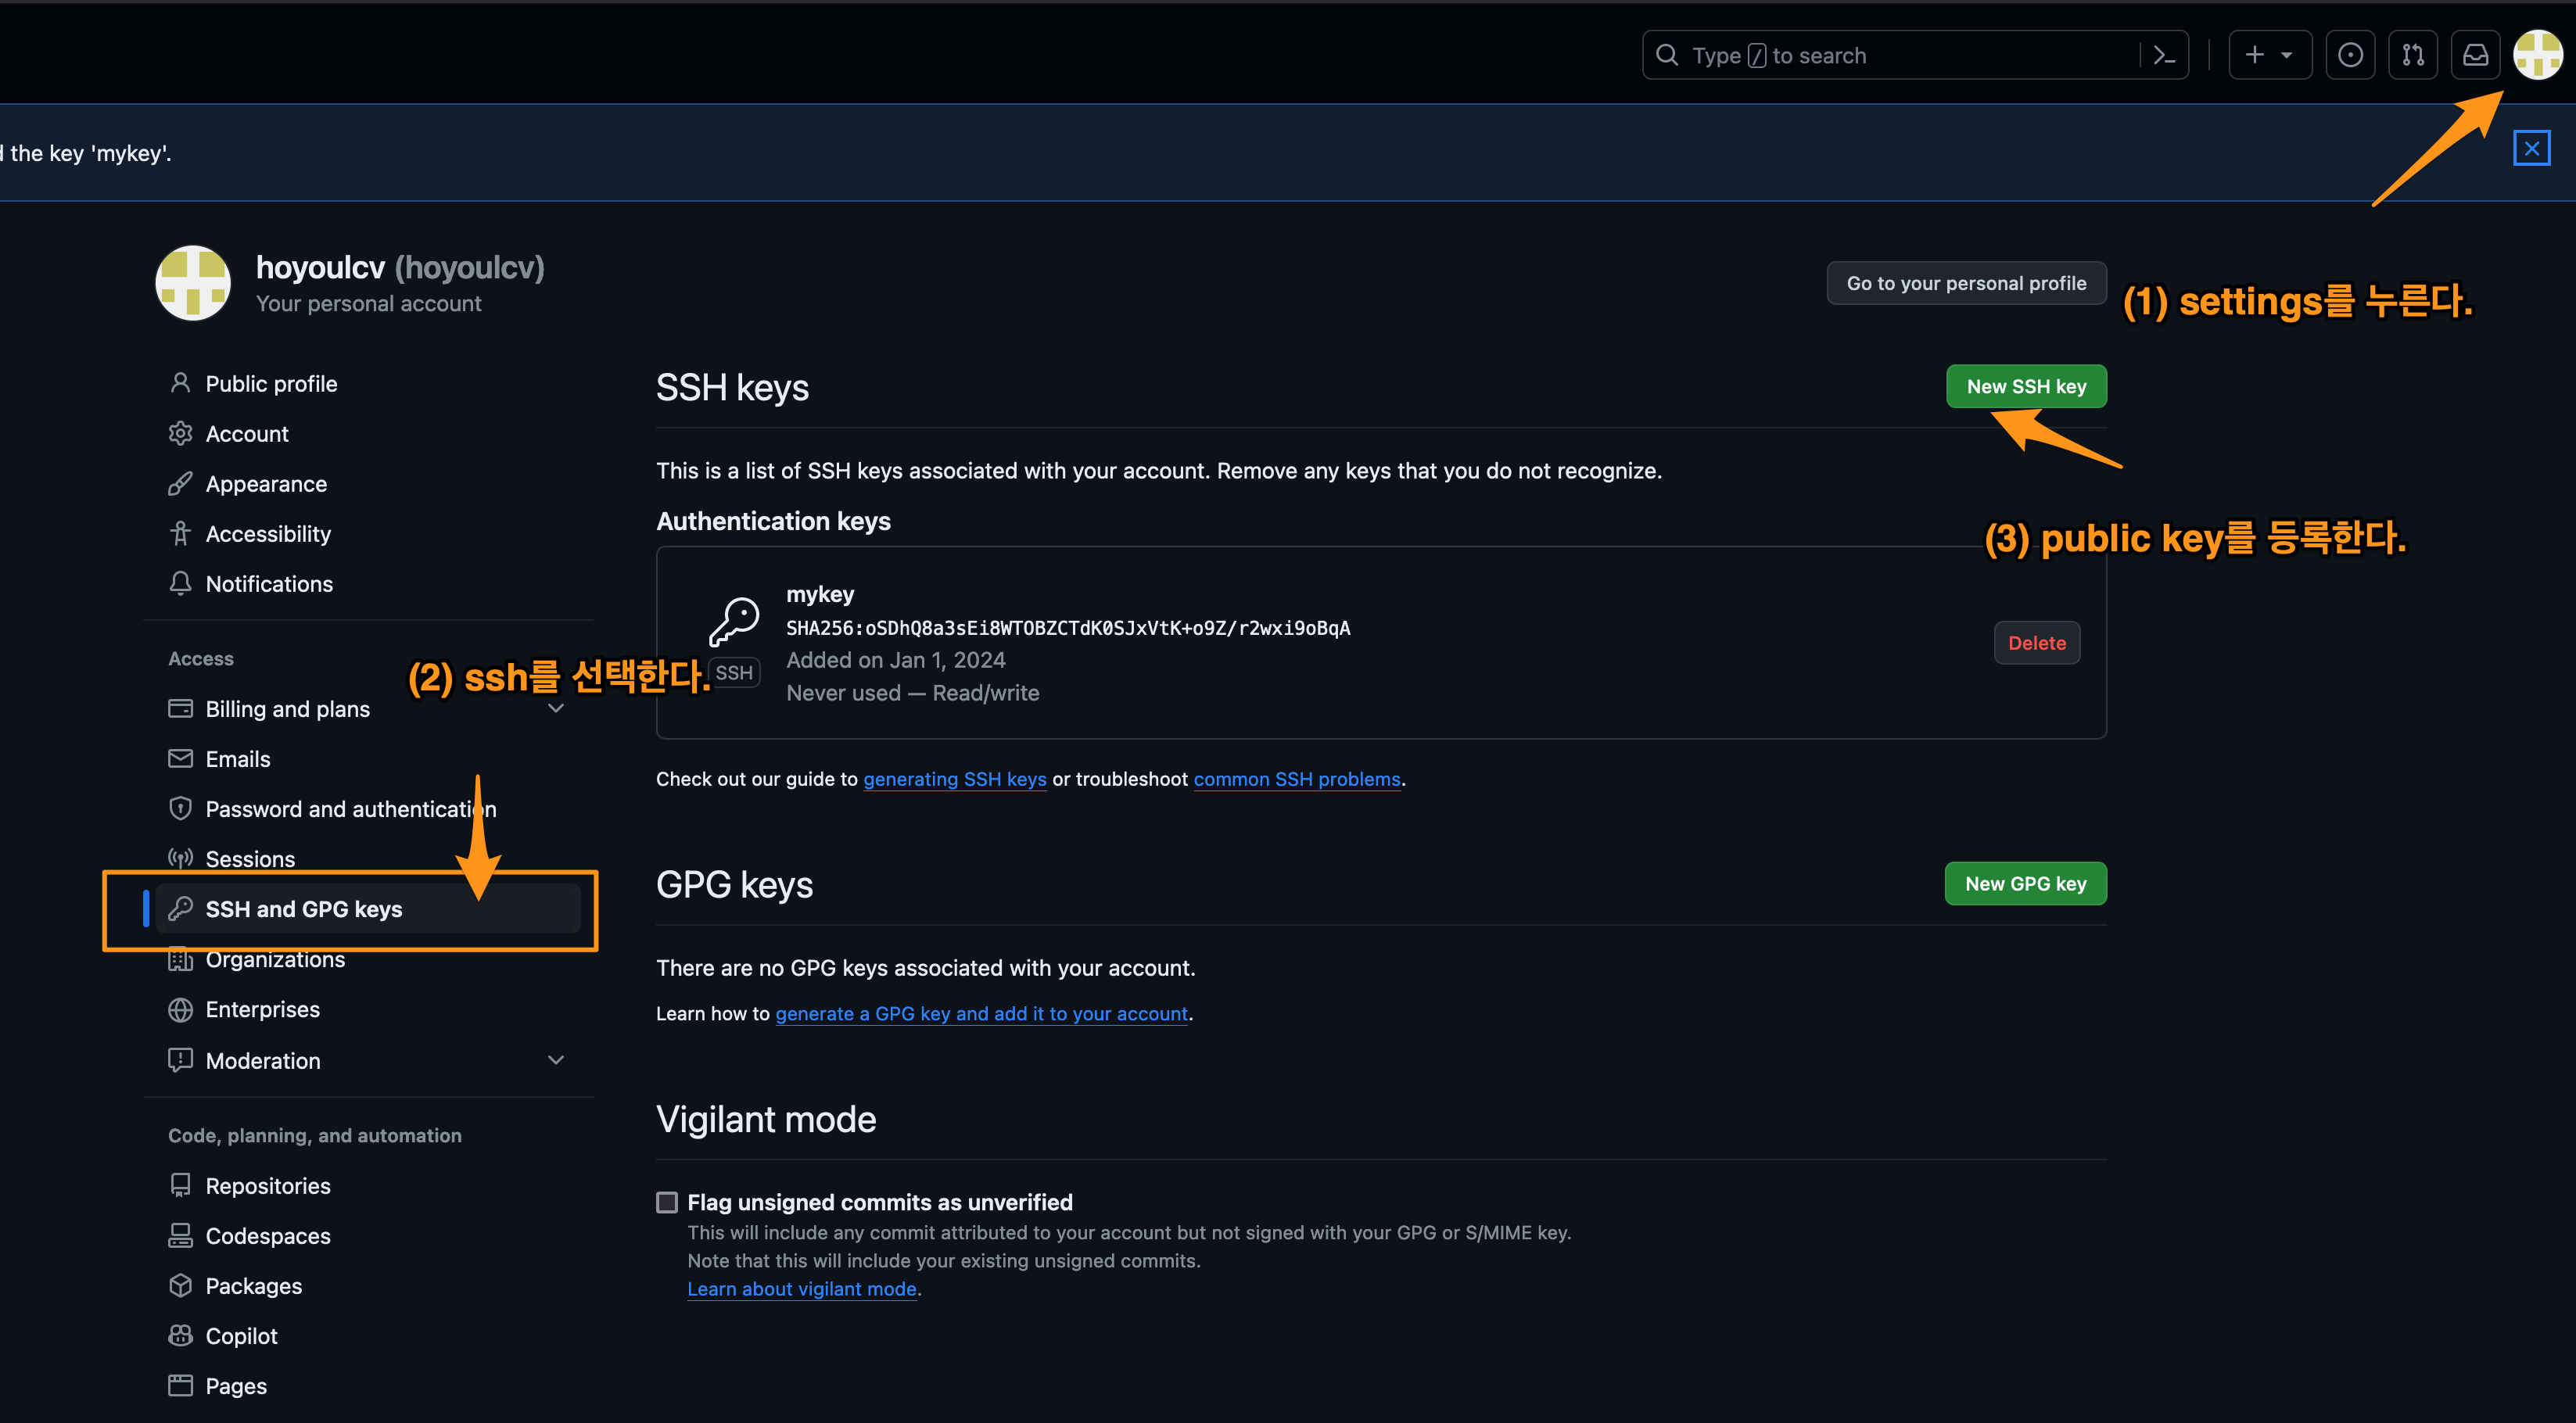 Type / to search
d the key 'mykey'.
hoyoulcv (hoyoulcv)
Your personal account
Go to your personal profile
(1) settings를 누른다.
Public profile
Account
Appearance
Accessibility
Notifications
Access
Billing and plans
Emails
Password and authentication
Sessions
SSH and GPG keys
Organizations
Enterprises
Moderation
Code, planning, and automation
Repositories
Codespaces
Packages
Copilot
Pages
(2) ssh를 선택한다.
SSH keys
New SSH key
This is a list of SSH keys associated with your account. Remove any keys that you do not recognize.
(3) public key를 등록한다.
Authentication keys
mykey
SHA256:oSDhQ8a3sEi8WTOBZCTdK0SJxVtK+o9Z/r2wxi9oBqA
Added on Jan 1, 2024
Never used — Read/write
SSH
Delete
Check out our guide to generating SSH keys or troubleshoot common SSH problems.
GPG keys
New GPG key
There are no GPG keys associated with your account.
Learn how to generate a GPG key and add it to your account.
Vigilant mode
Flag unsigned commits as unverified
This will include any commit attributed to your account but not signed with your GPG or S/MIME key.
Note that this will include your existing unsigned commits.
Learn about vigilant mode.